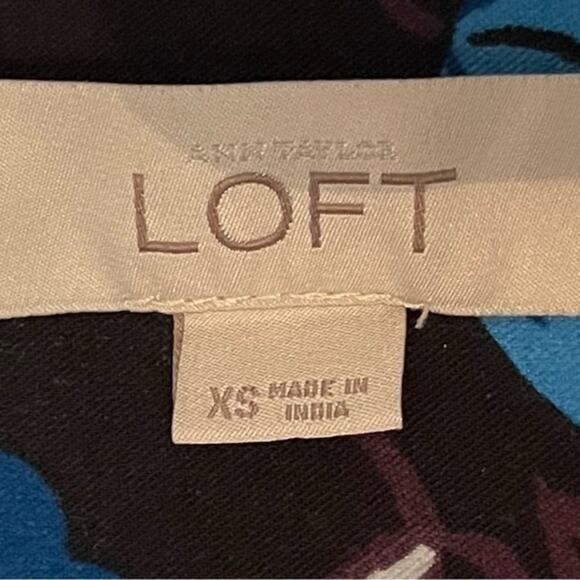 ANN TAYLOR
LOFT
XS MADE IN
INDIA